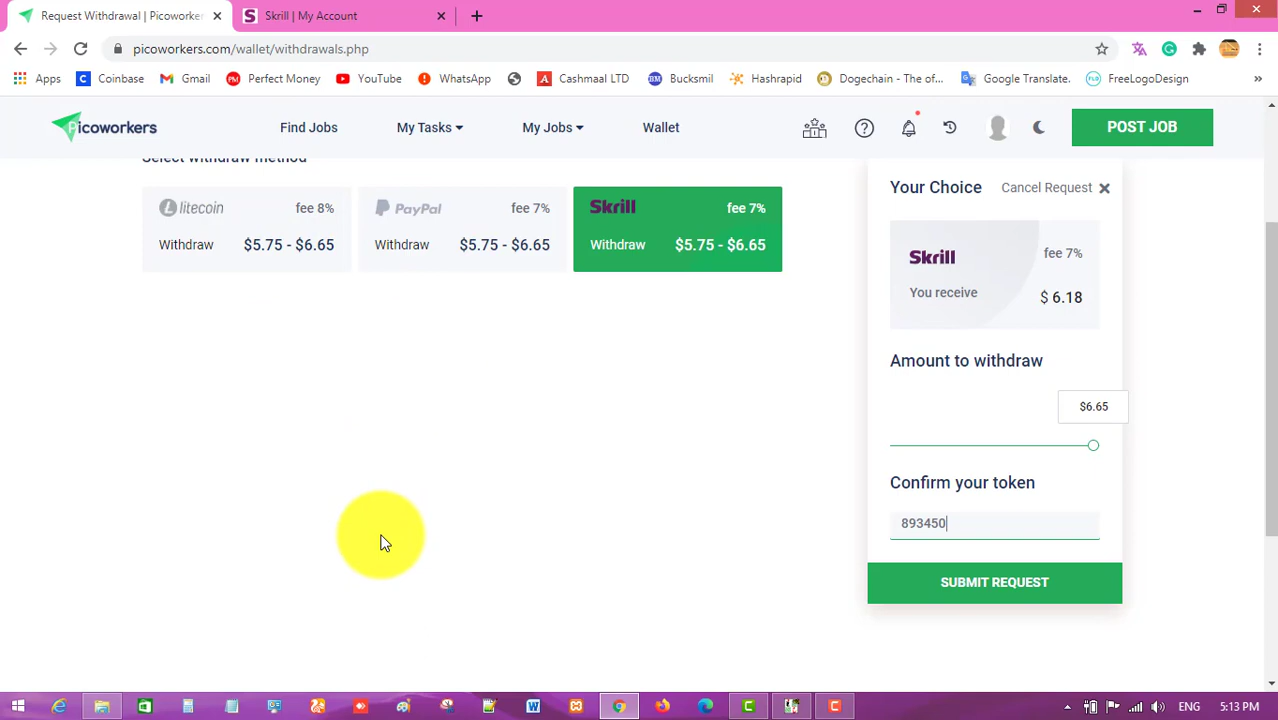 Request Withdrawal | Picoworker
Skrill | My Account
picoworkers.com/wallet/withdrawals.php
Apps
Coinbase
Gmail
Perfect Money
YouTube
WhatsApp
Cashmaal LTD
Bucksmil
Hashrapid
Dogechain - The of...
Google Translate.
FreeLogoDesign
»
Picoworkers
Find Jobs
My Tasks
My Jobs
Wallet
POST JOB
Select withdraw method
litecoin fee 8%
Withdraw $5.75 - $6.65
PayPal fee 7%
Withdraw $5.75 - $6.65
Skrill fee 7%
Withdraw $5.75 - $6.65
Your Choice Cancel Request ×
Skrill fee 7%
You receive $ 6.18
Amount to withdraw
$6.65
Confirm your token
893450
SUBMIT REQUEST
ENG 5:13 PM